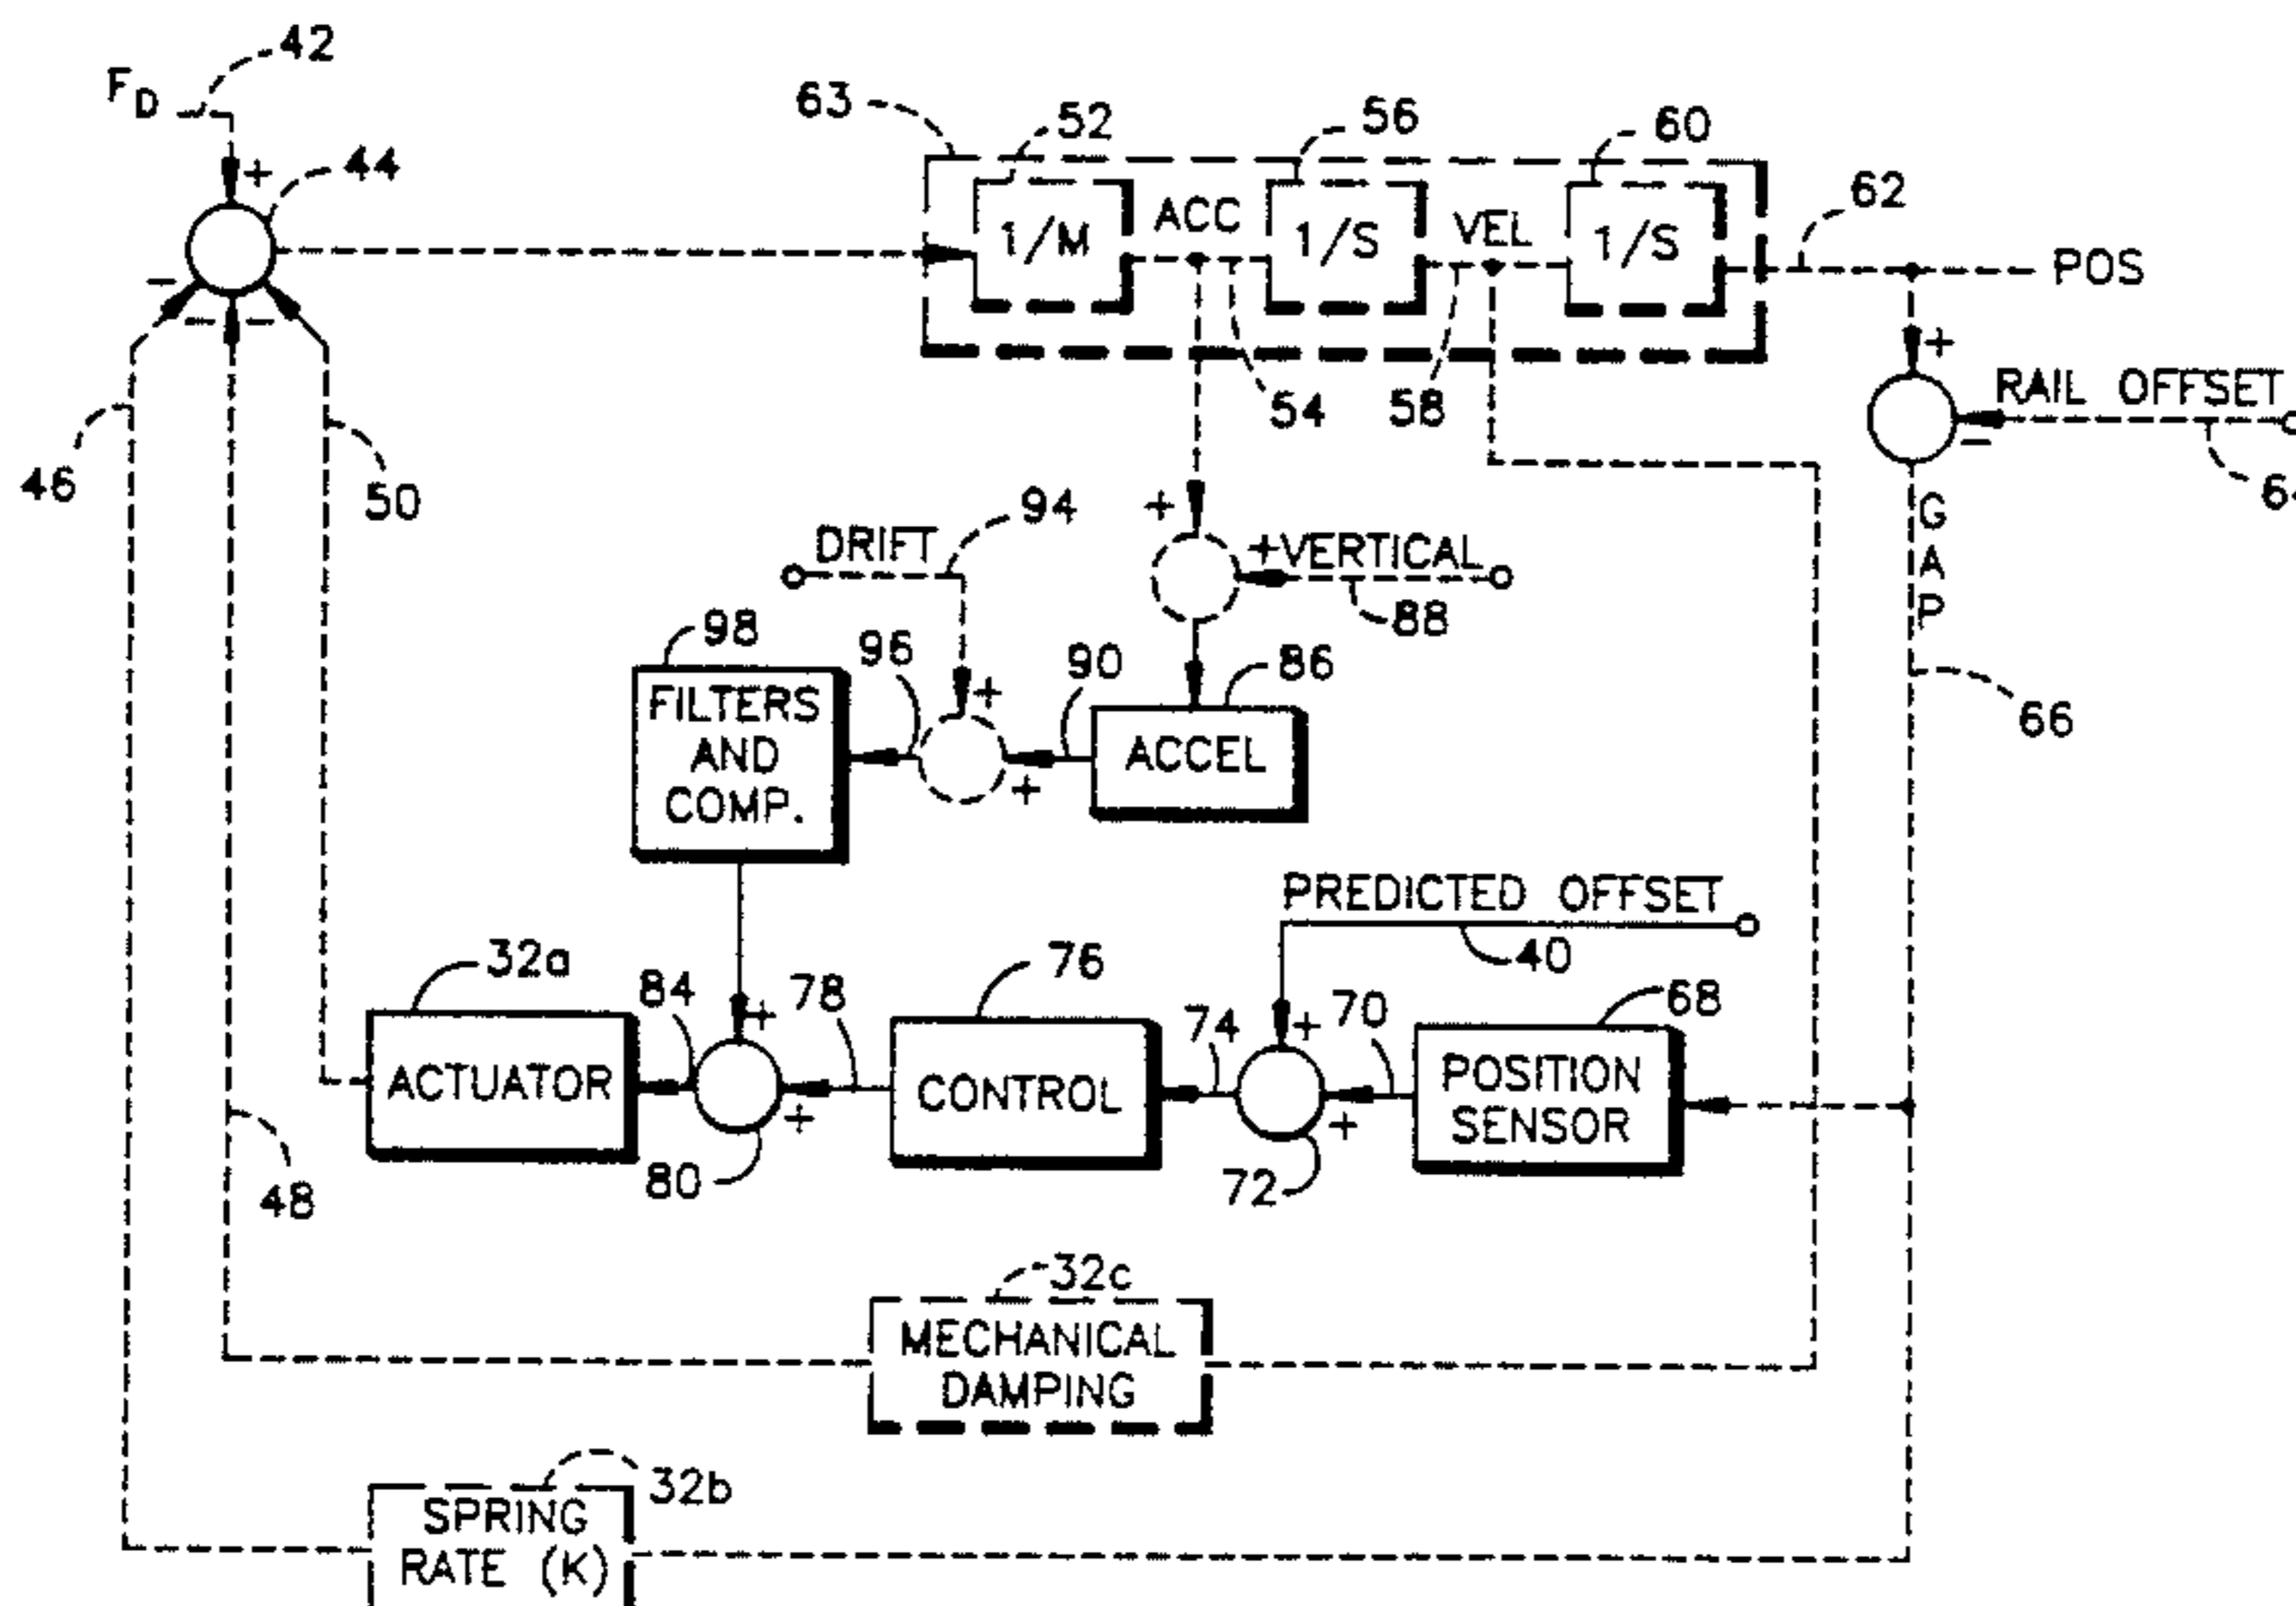 42
F_D
63
52
56
60
44
+
62
1/M
ACC
1/S
VEL
1/S
POS
-
- -
+
RAIL OFFSET
54
58
-
46
50
GAP
94
+
DRIFT
+VERTICAL
88
98
96
90
86
66
+
FILTERS
AND
COMP.
ACCEL
+
PREDICTED OFFSET
40
32a
84
78
76
74
70
68
+
+
ACTUATOR
CONTROL
POSITION
SENSOR
+
+
80
72
48
32c
MECHANICAL
DAMPING
32b
SPRING
RATE (K)